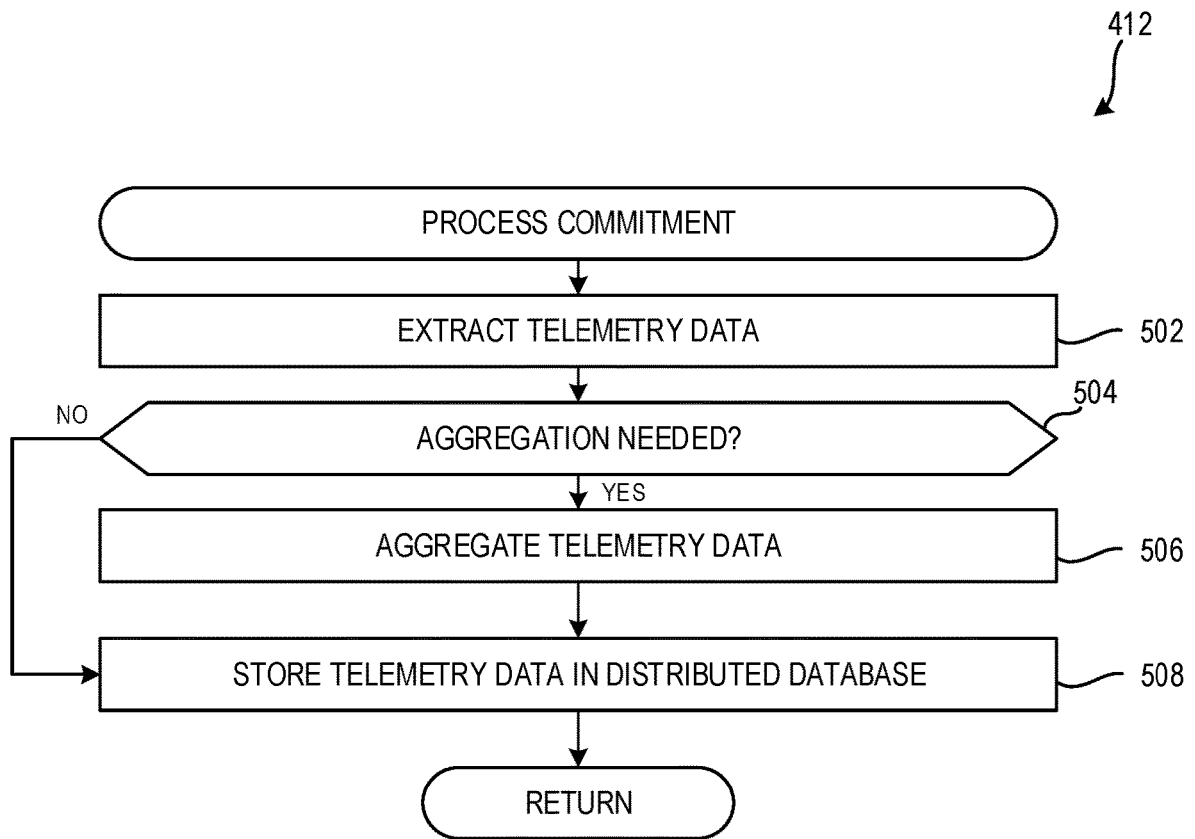 412
PROCESS COMMITMENT
EXTRACT TELEMETRY DATA
502
504
NO
AGGREGATION NEEDED?
YES
AGGREGATE TELEMETRY DATA
506
STORE TELEMETRY DATA IN DISTRIBUTED DATABASE
508
RETURN